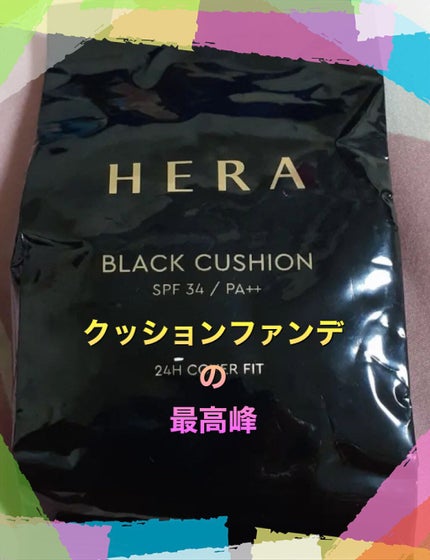 HERA
BLACK CUSHION
SPF 34 / PA++
クッションファンデ
24H COVER FIT
の
最高峰